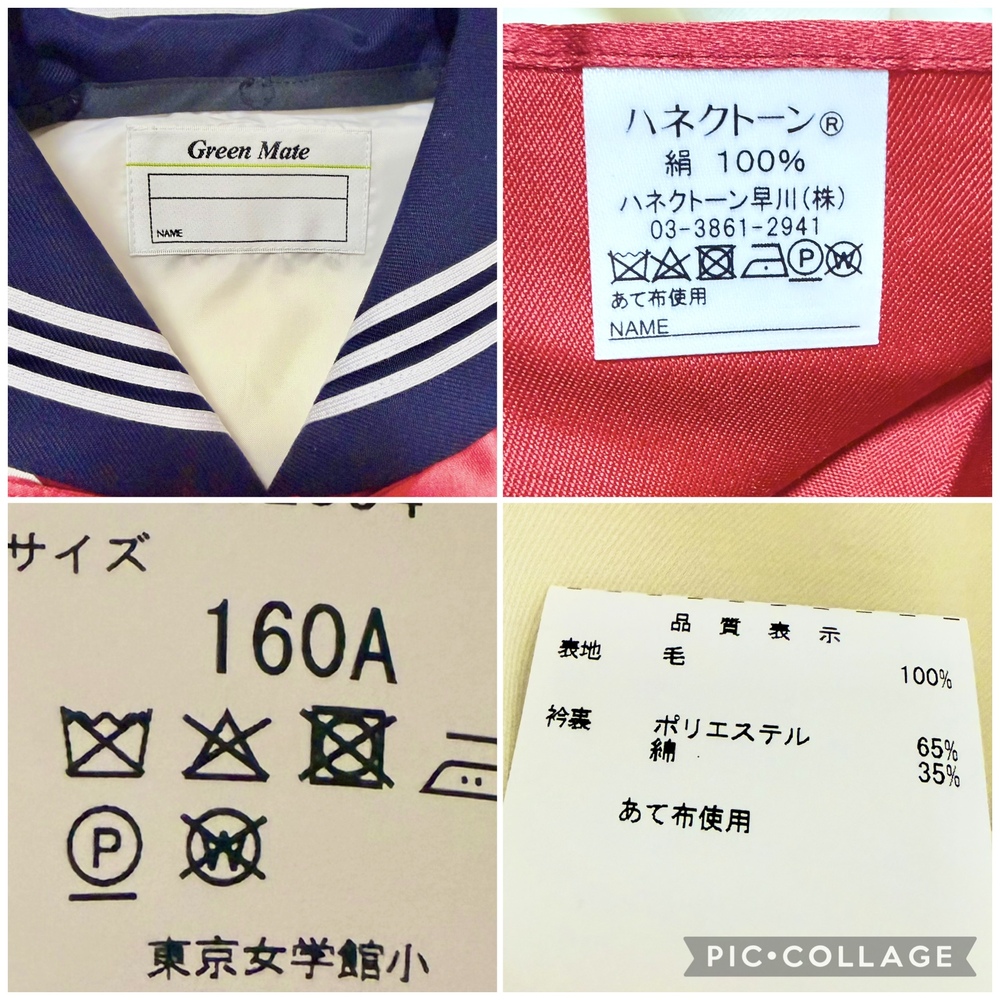 Green Mate
NAME
ハネクトーン®
絹 100%
ハネクトーン早川(株)
03-3861-2941
P W
あて布使用
NAME
サイズ
160A
P W
東京女学館小
品質表示
表地 毛 100%
衿裏 ポリエステル 65%
綿 35%
あて布使用
PIC•COLLAGE